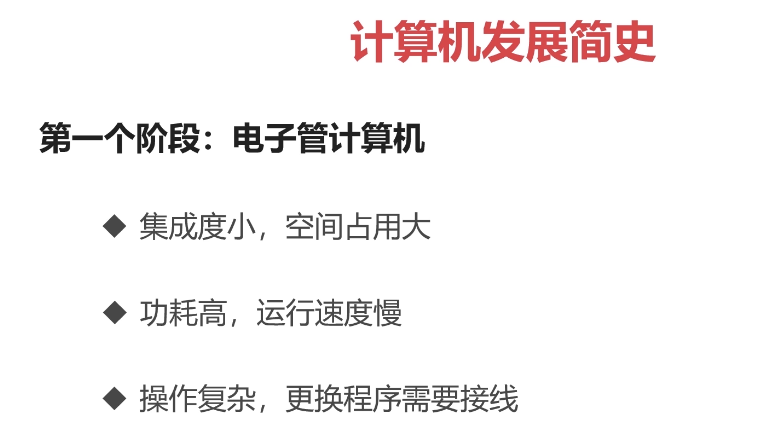 计算机发展简史
第一个阶段：电子管计算机
◆ 集成度小，空间占用大
◆ 功耗高，运行速度慢
◆ 操作复杂，更换程序需要接线